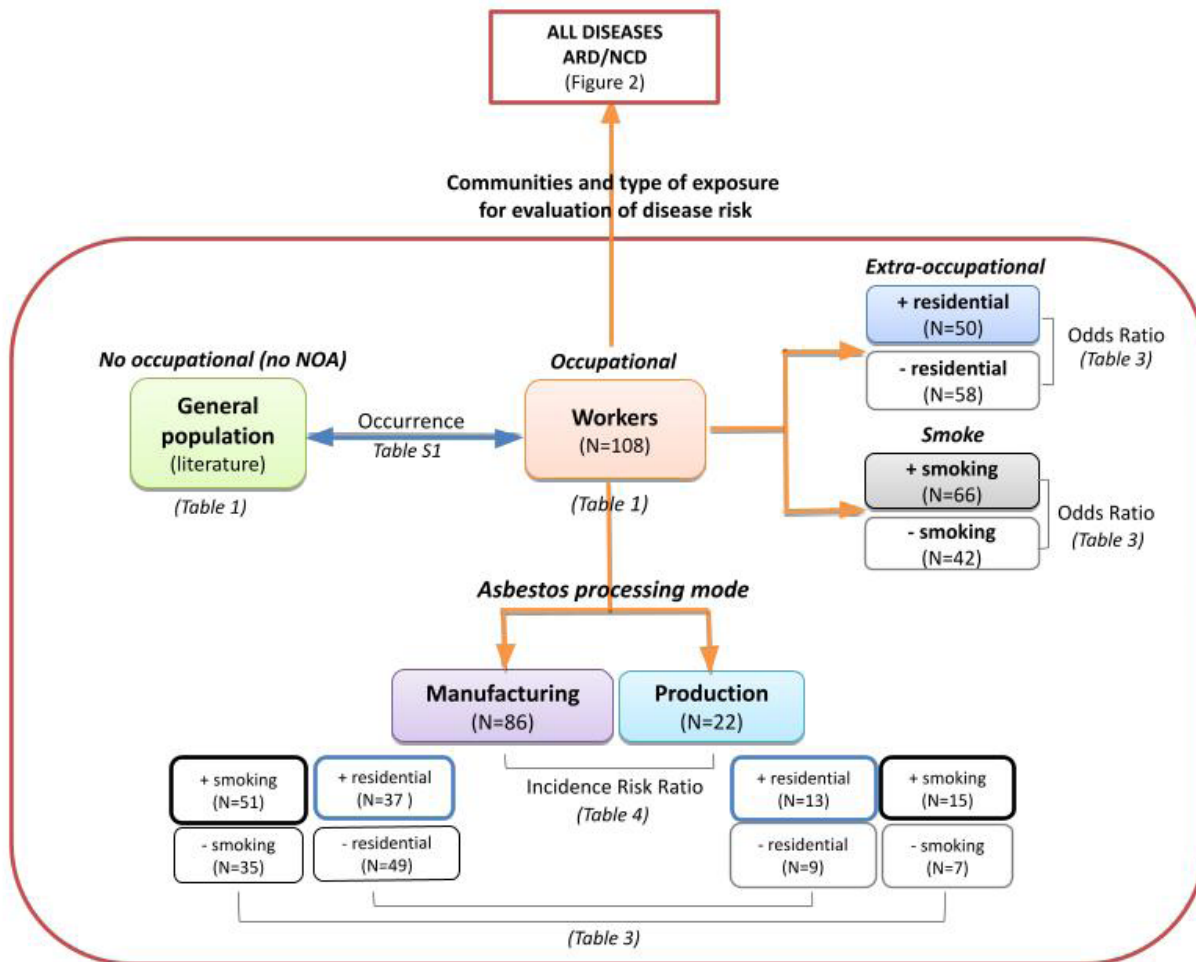 ALL DISEASES
ARD/NCD
(Figure 2)
Communities and type of exposure
for evaluation of disease risk
Extra-occupational
+ residential
(N=50)
- residential
(N=58)
Odds Ratio
(Table 3)
No occupational (no NOA)
General
population
(literature)
(Table 1)
Occurrence
Table S1
Occupational
Workers
(N=108)
(Table 1)
Smoke
+ smoking
(N=66)
- smoking
(N=42)
Odds Ratio
(Table 3)
Asbestos processing mode
Manufacturing
(N=86)
Production
(N=22)
+ smoking
(N=51)
- smoking
(N=35)
+ residential
(N=37 )
- residential
(N=49)
Incidence Risk Ratio
(Table 4)
+ residential
(N=13)
- residential
(N=9)
+ smoking
(N=15)
- smoking
(N=7)
(Table 3)